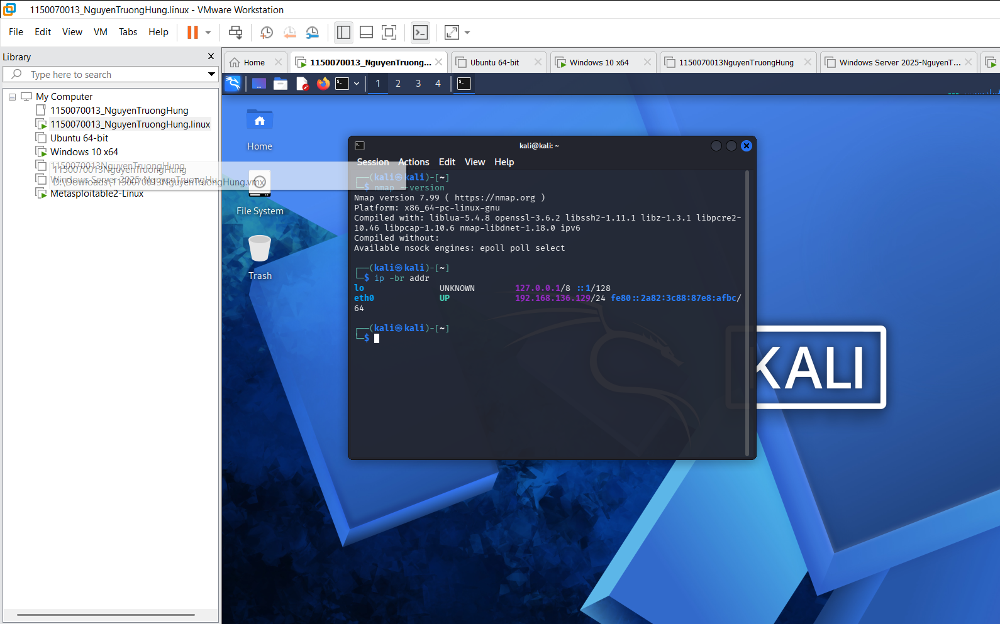 1150070013_NguyenTruongHung.linux - VMware Workstation
File Edit View VM Tabs Help
Library
Type here to search
My Computer
1150070013_NguyenTruongHung
1150070013_NguyenTruongHung.linux
Ubuntu 64-bit
Windows 10 x64
1150070013NguyenTruongHung
1150070013NguyenTruongHung
Windows Server 2025-NguyenTruongHu
D:\Dowloads\1150070013NguyenTruongHung.vmx
Metasploitable2-Linux
Home
1150070013_NguyenTruong...
Ubuntu 64-bit
Windows 10 x64
1150070013NguyenTruongHung
Windows Server 2025-NguyenT...
1 2 3 4
Home
File System
Trash
kali@kali: ~
Session Actions Edit View Help
┌──(kali㉿kali)-[~]
└─$ nmap --version
Nmap version 7.99 ( https://nmap.org )
Platform: x86_64-pc-linux-gnu
Compiled with: liblua-5.4.8 openssl-3.6.2 libssh2-1.11.1 libz-1.3.1 libpcre2-
10.46 libpcap-1.10.6 nmap-libdnet-1.18.0 ipv6
Compiled without:
Available nsock engines: epoll poll select
┌──(kali㉿kali)-[~]
└─$ ip -br addr
lo UNKNOWN 127.0.0.1/8 ::1/128
eth0 UP 192.168.136.129/24 fe80::2a82:3c88:87e8:afbc/
64
┌──(kali㉿kali)-[~]
└─$
KALI